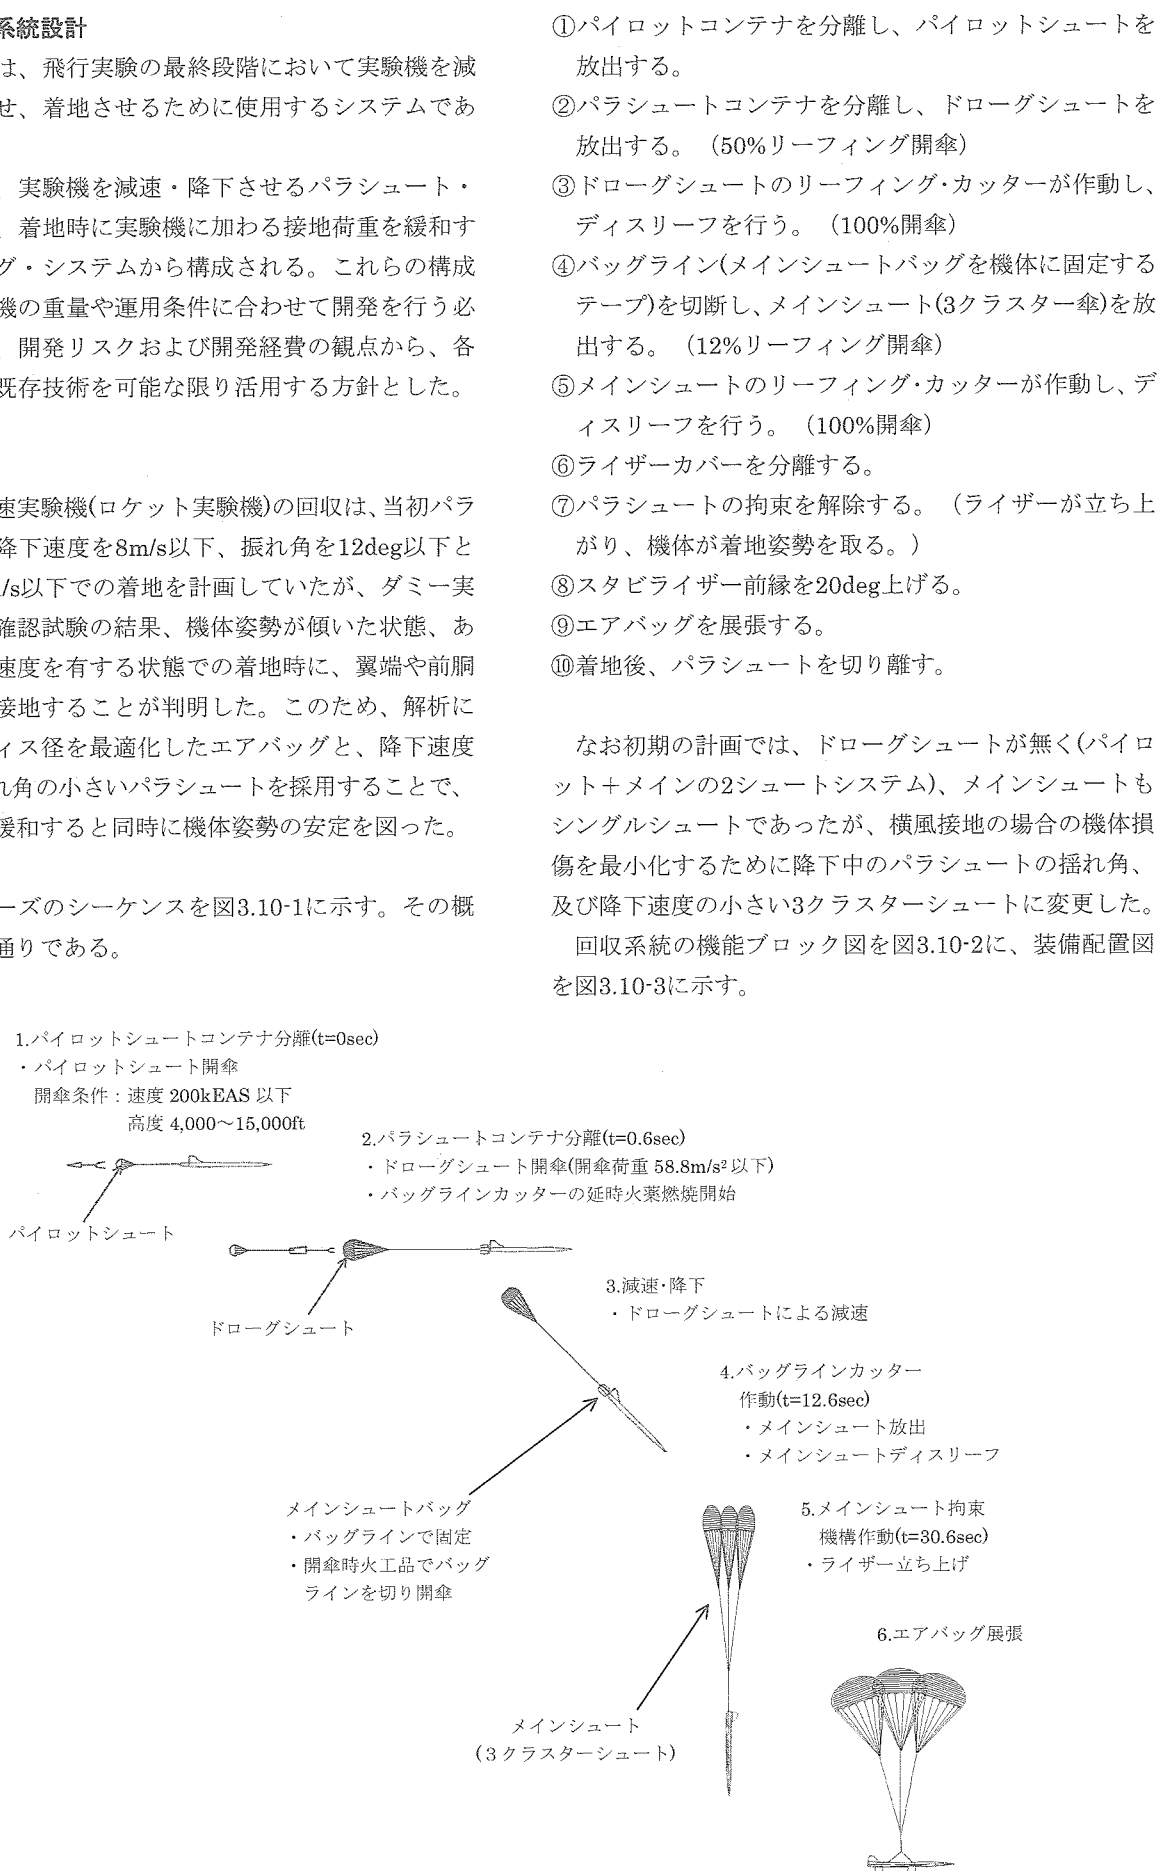 系統設計
は、飛行実験の最終段階において実験機を減
せ、着地させるために使用するシステムであ
、実験機を減速・降下させるパラシュート・
、着地時に実験機に加わる接地荷重を緩和す
グ・システムから構成される。これらの構成
機の重量や運用条件に合わせて開発を行う必
、開発リスクおよび開発経費の観点から、各
既存技術を可能な限り活用する方針とした。
速実験機(ロケット実験機)の回収は、当初パラ
降下速度を8m/s以下、振れ角を12deg以下と
/s以下での着地を計画していたが、ダミー実
確認試験の結果、機体姿勢が傾いた状態、あ
速度を有する状態での着地時に、翼端や前胴
接地することが判明した。このため、解析に
ィス径を最適化したエアバッグと、降下速度
れ角の小さいパラシュートを採用することで、
緩和すると同時に機体姿勢の安定を図った。
ーズのシーケンスを図3.10-1に示す。その概
通りである。
①パイロットコンテナを分離し、パイロットシュートを
放出する。
②パラシュートコンテナを分離し、ドローグシュートを
放出する。（50%リーフィング開傘）
③ドローグシュートのリーフィング・カッターが作動し、
ディスリーフを行う。（100%開傘）
④バッグライン(メインシュートバッグを機体に固定する
テープ)を切断し、メインシュート(3クラスター傘)を放
出する。（12%リーフィング開傘）
⑤メインシュートのリーフィング・カッターが作動し、デ
ィスリーフを行う。（100%開傘）
⑥ライザーカバーを分離する。
⑦パラシュートの拘束を解除する。（ライザーが立ち上
がり、機体が着地姿勢を取る。）
⑧スタビライザー前縁を20deg上げる。
⑨エアバッグを展張する。
⑩着地後、パラシュートを切り離す。
なお初期の計画では、ドローグシュートが無く(パイロ
ット＋メインの2シュートシステム)、メインシュートも
シングルシュートであったが、横風接地の場合の機体損
傷を最小化するために降下中のパラシュートの揺れ角、
及び降下速度の小さい3クラスターシュートに変更した。
回収系統の機能ブロック図を図3.10-2に、装備配置図
を図3.10-3に示す。
1.パイロットシュートコンテナ分離(t=0sec)
・パイロットシュート開傘
開傘条件：速度 200kEAS 以下
高度 4,000～15,000ft
パイロットシュート
2.パラシュートコンテナ分離(t=0.6sec)
・ドローグシュート開傘(開傘荷重 58.8m/s² 以下)
・バッグラインカッターの延時火薬燃焼開始
ドローグシュート
3.減速・降下
・ドローグシュートによる減速
4.バッグラインカッター
作動(t=12.6sec)
・メインシュート放出
・メインシュートディスリーフ
メインシュートバッグ
・バッグラインで固定
・開傘時火工品でバッグ
ラインを切り開傘
5.メインシュート拘束
機構作動(t=30.6sec)
・ライザー立ち上げ
メインシュート
(３クラスターシュート)
6.エアバッグ展張